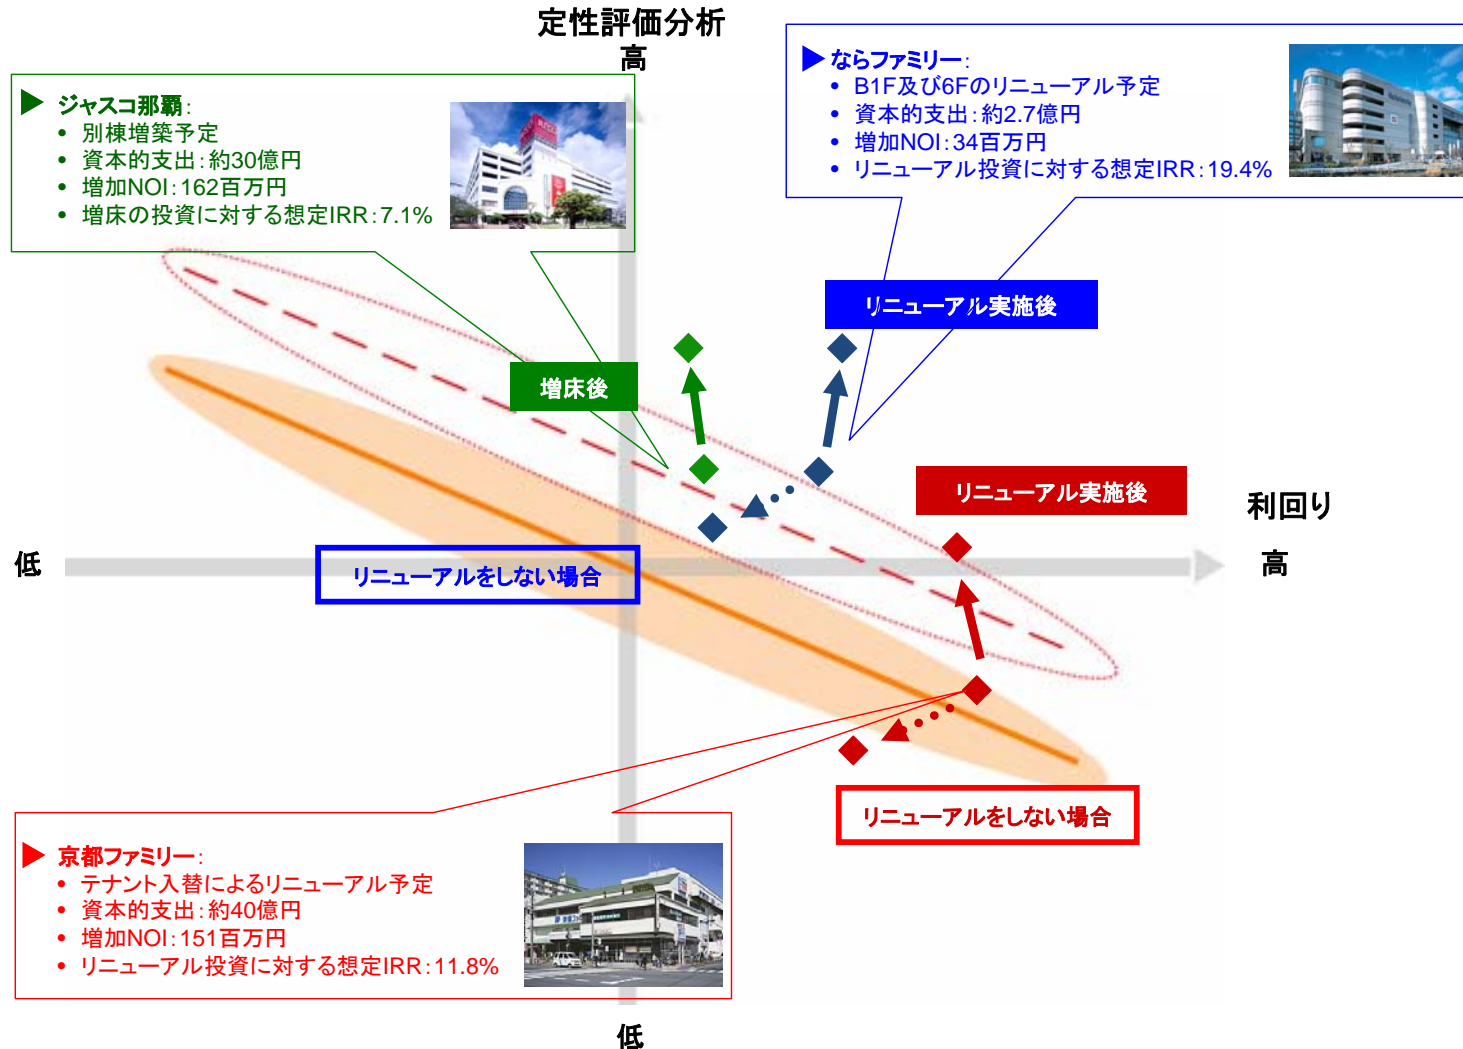 定性評価分析
高
▶ ジャスコ那覇:
• 別棟増築予定
• 資本的支出:約30億円
• 増加NOI:162百万円
• 増床の投資に対する想定IRR:7.1%
▶ ならファミリー:
• B1F及び6Fのリニューアル予定
• 資本的支出:約2.7億円
• 増加NOI:34百万円
• リニューアル投資に対する想定IRR:19.4%
リニューアル実施後
増床後
リニューアル実施後
利回り
低
高
リニューアルをしない場合
リニューアルをしない場合
▶ 京都ファミリー:
• テナント入替によるリニューアル予定
• 資本的支出:約40億円
• 増加NOI:151百万円
• リニューアル投資に対する想定IRR:11.8%
低